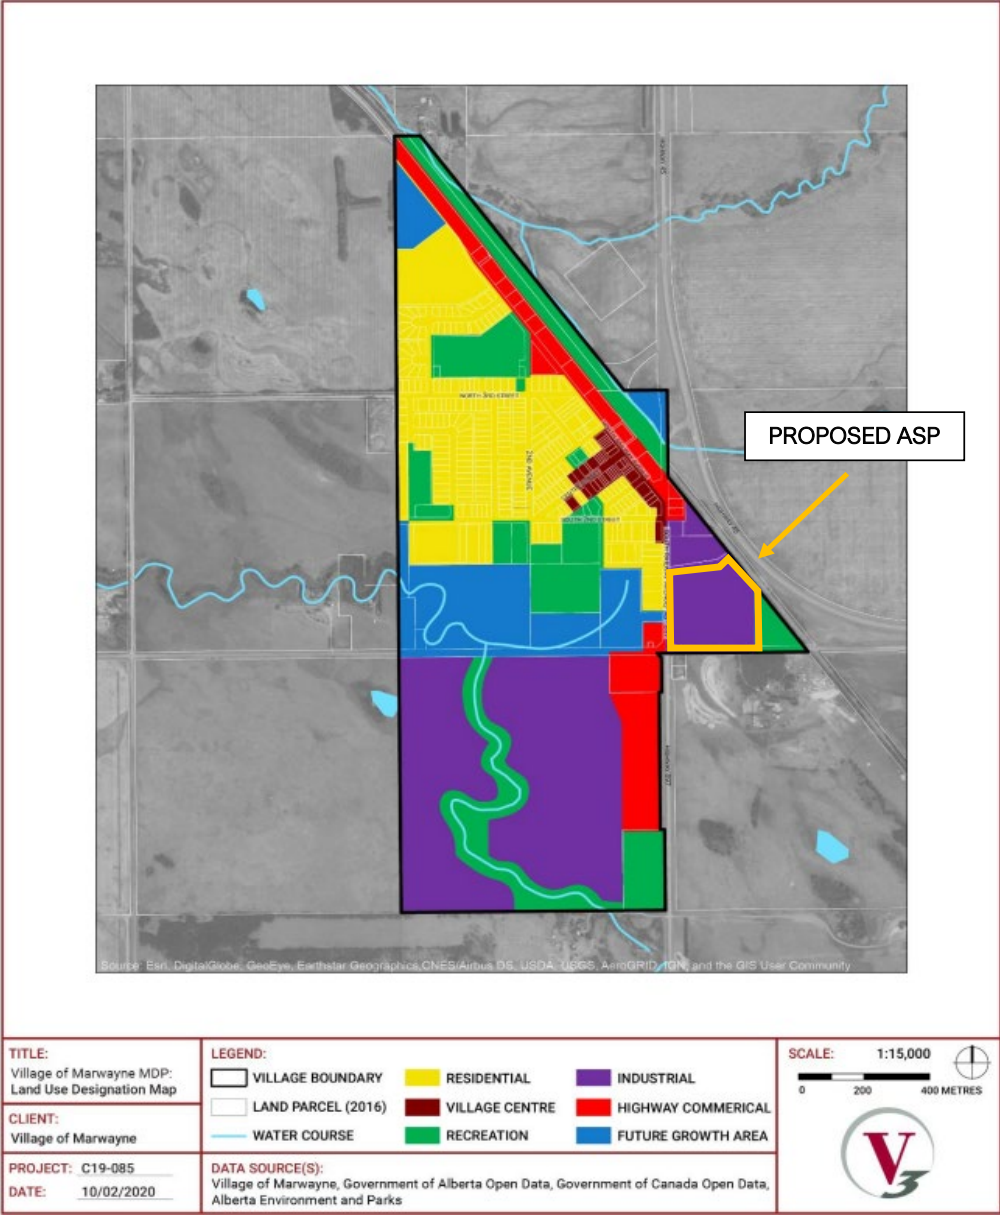 PROPOSED ASP
NORTH 2ND STREET
2ND AVENUE
SOUTH 2ND STREET
Source: Esri, DigitalGlobe, GeoEye, Earthstar Geographics, CNES/Airbus DS, USDA, USGS, AeroGRID, IGN, and the GIS User Community
TITLE:
Village of Marwayne MDP:
Land Use Designation Map
CLIENT:
Village of Marwayne
PROJECT: C19-085
DATE: 10/02/2020
LEGEND:
VILLAGE BOUNDARY
LAND PARCEL (2016)
WATER COURSE
RESIDENTIAL
VILLAGE CENTRE
RECREATION
INDUSTRIAL
HIGHWAY COMMERICAL
FUTURE GROWTH AREA
DATA SOURCE(S):
Village of Marwayne, Government of Alberta Open Data, Government of Canada Open Data,
Alberta Environment and Parks
SCALE: 1:15,000
0 200 400 METRES
V3